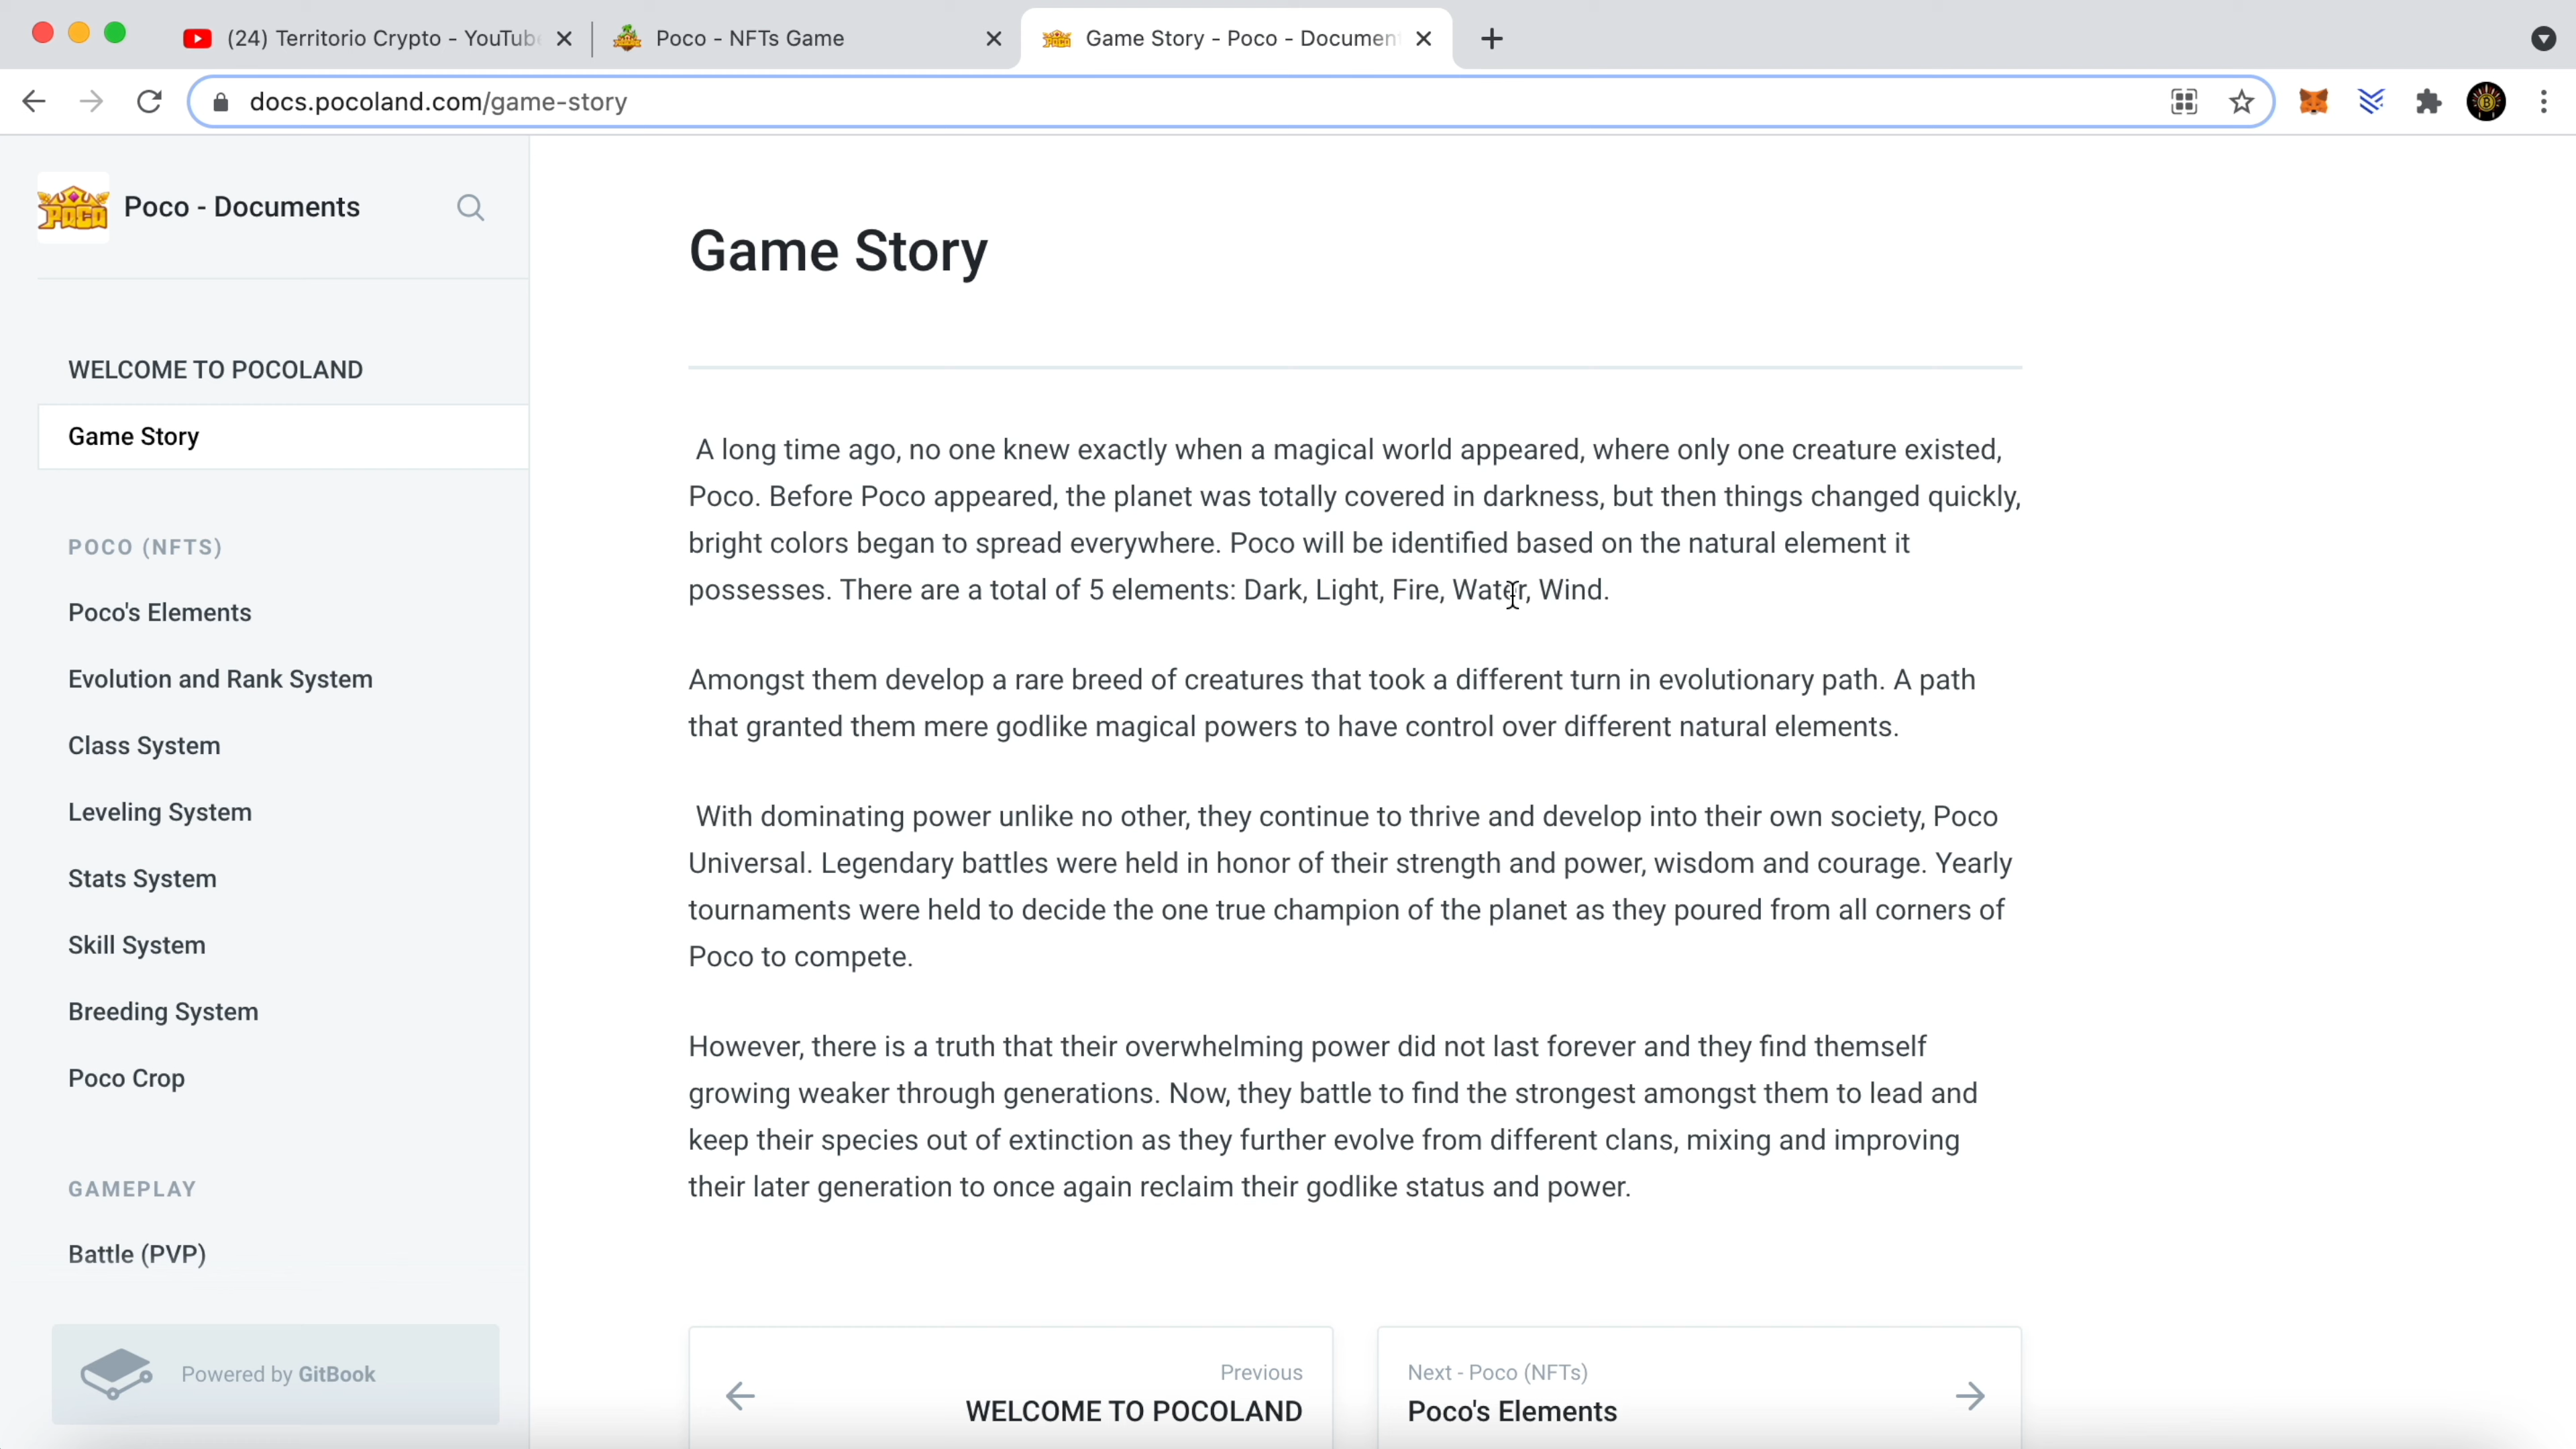 (24) Territorio Crypto - YouTube
Poco - NFTs Game
Game Story - Poco - Document
docs.pocoland.com/game-story
POCO
Poco - Documents
WELCOME TO POCOLAND
Game Story
POCO (NFTS)
Poco's Elements
Evolution and Rank System
Class System
Leveling System
Stats System
Skill System
Breeding System
Poco Crop
GAMEPLAY
Battle (PVP)
Powered by GitBook
Game Story
A long time ago, no one knew exactly when a magical world appeared, where only one creature existed,
Poco. Before Poco appeared, the planet was totally covered in darkness, but then things changed quickly,
bright colors began to spread everywhere. Poco will be identified based on the natural element it
possesses. There are a total of 5 elements: Dark, Light, Fire, Water, Wind.
Amongst them develop a rare breed of creatures that took a different turn in evolutionary path. A path
that granted them mere godlike magical powers to have control over different natural elements.
With dominating power unlike no other, they continue to thrive and develop into their own society, Poco
Universal. Legendary battles were held in honor of their strength and power, wisdom and courage. Yearly
tournaments were held to decide the one true champion of the planet as they poured from all corners of
Poco to compete.
However, there is a truth that their overwhelming power did not last forever and they find themself
growing weaker through generations. Now, they battle to find the strongest amongst them to lead and
keep their species out of extinction as they further evolve from different clans, mixing and improving
their later generation to once again reclaim their godlike status and power.
Previous
WELCOME TO POCOLAND
Next - Poco (NFTs)
Poco's Elements